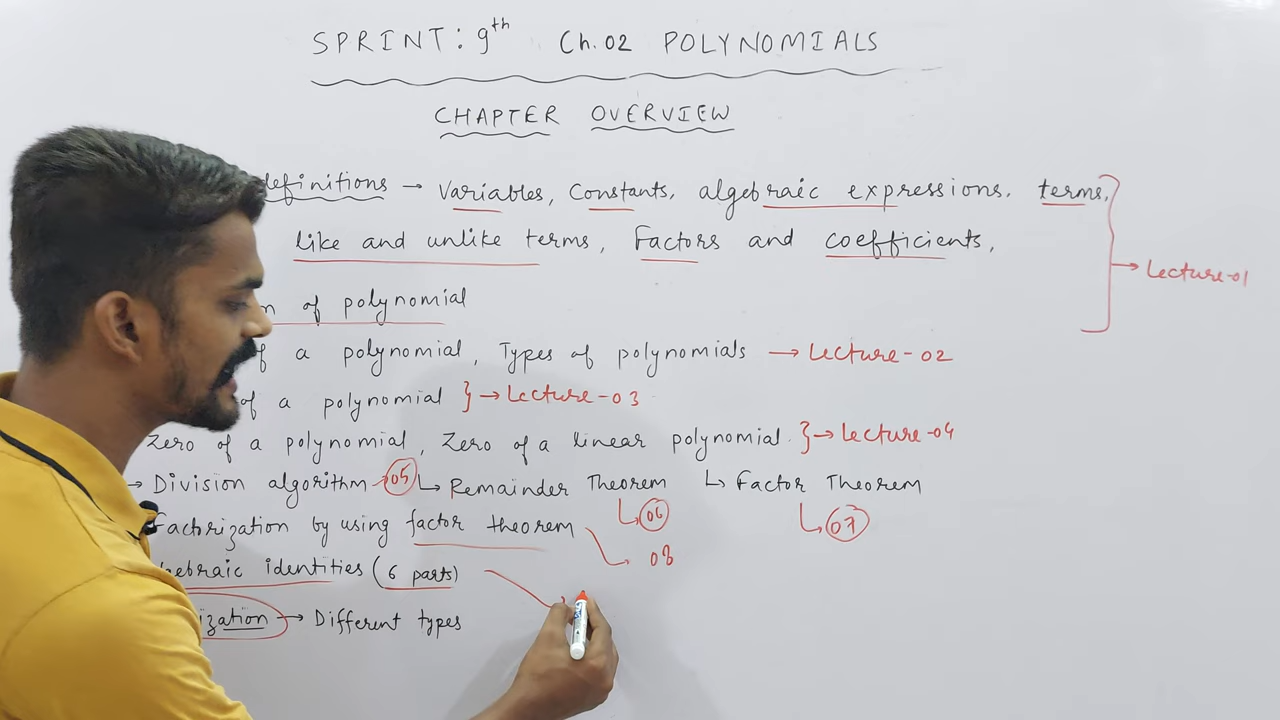 SPRINT: 9th Ch.02 POLYNOMIALS
CHAPTER OVERVIEW
definitions → Variables, Constants, algebraic expressions, terms,
like and unlike terms, Factors and coefficients,
→ Lecture-01
of polynomial
of a polynomial, Types of polynomials → Lecture-02
of a polynomial } → Lecture-03
Zero of a polynomial, Zero of a linear polynomial. } → Lecture-04
→ Division algorithm → 05 ↳ Remainder Theorem ↳ Factor Theorem
↳ 06 ↳ 07
Factorization by using factor theorem
08
ebraic identities (6 parts)
ization → Different types